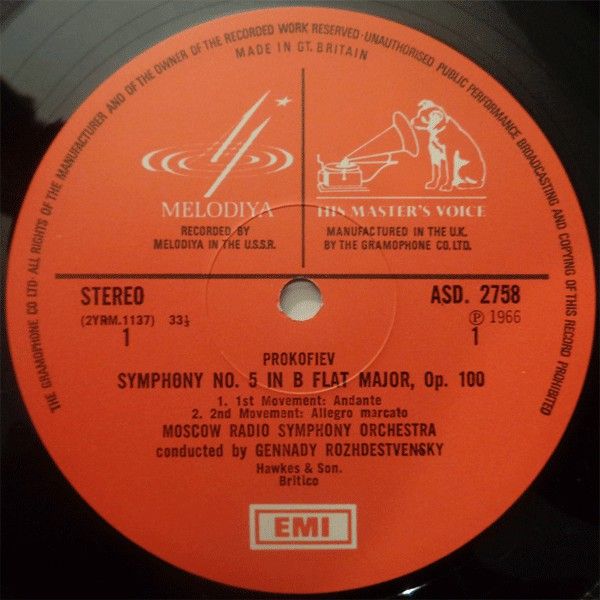 THE GRAMOPHONE CO LTD · ALL RIGHTS OF THE MANUFACTURER AND OF THE OWNER OF THE RECORDED WORK RESERVED · UNAUTHORISED PUBLIC PERFORMANCE BROADCASTING AND COPYING OF THIS RECORD PROHIBITED
MADE IN GT. BRITAIN
MELODIYA
RECORDED BY
MELODIYA IN THE U.S.S.R.
HIS MASTER'S VOICE
MANUFACTURED IN THE U.K.
BY THE GRAMOPHONE CO. LTD.
STEREO
(2YRM.1137) 33⅓
1
ASD. 2758
Ⓟ 1966
1
PROKOFIEV
SYMPHONY NO. 5 IN B FLAT MAJOR, Op. 100
1. 1st Movement: Andante
2. 2nd Movement: Allegro marcato
MOSCOW RADIO SYMPHONY ORCHESTRA
conducted by GENNADY ROZHDESTVENSKY
Hawkes & Son.
Britico
EMI